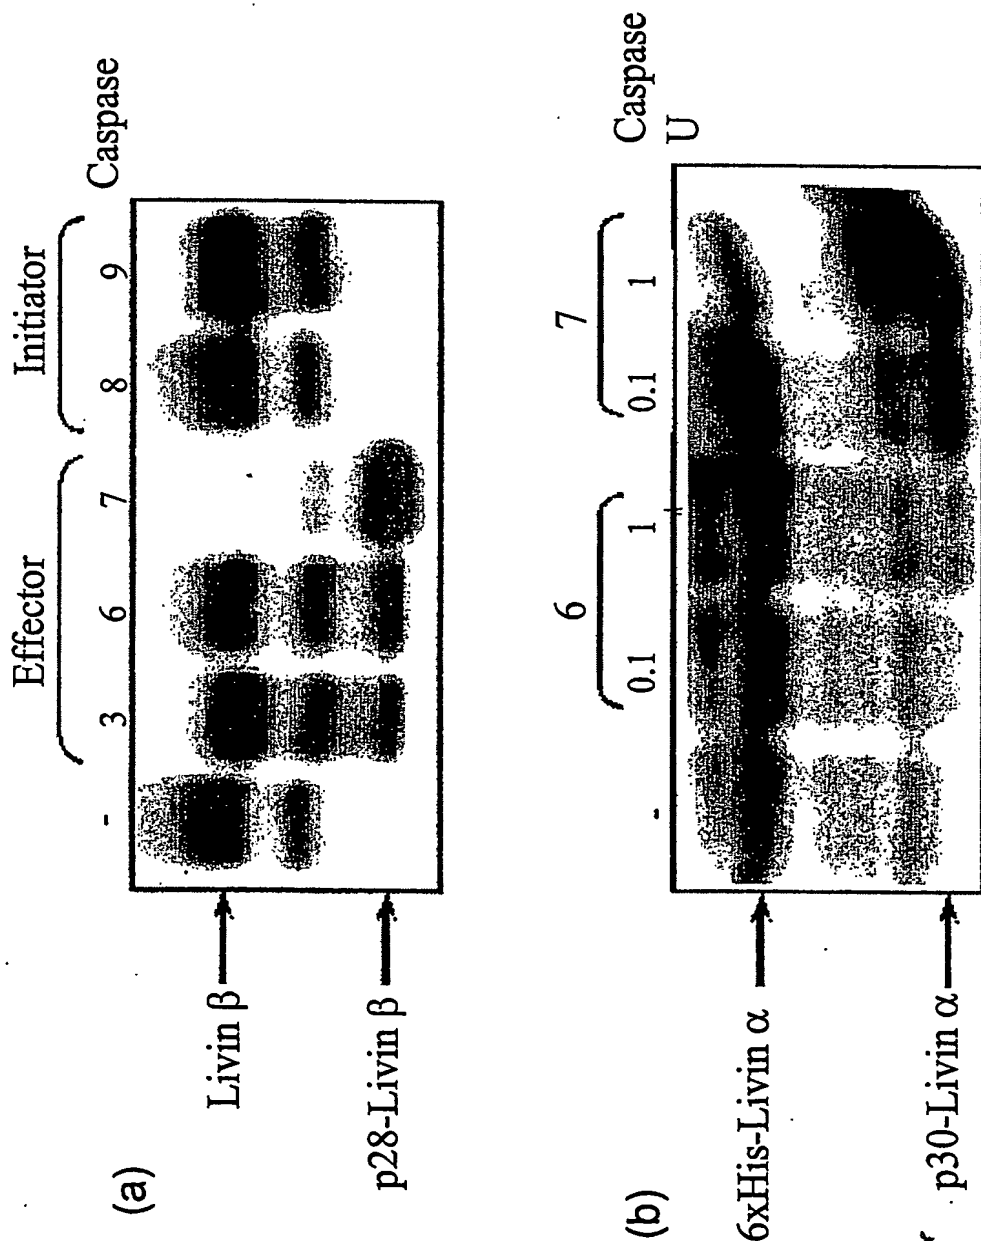 (a)
Effector
Initiator
- 3 6 7 8 9 Caspase
Livin β
p28-Livin β
(b)
6
7
Caspase
- 0.1 1 0.1 1 U
6xHis-Livin α
p30-Livin α